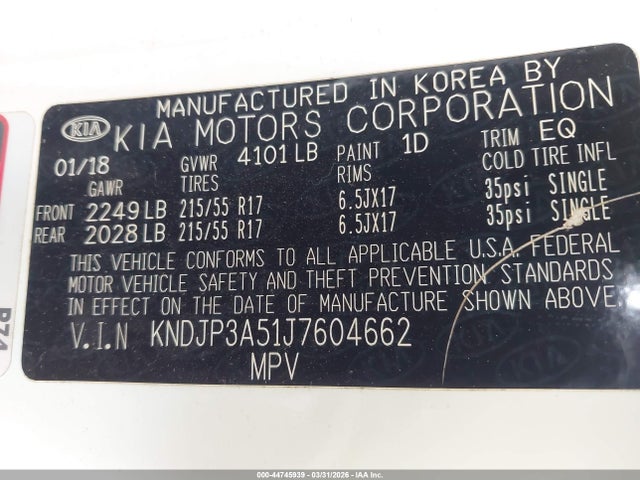 MANUFACTURED IN KOREA BY
KIA KIA MOTORS CORPORATION
01/18 GVWR 4101 LB PAINT 1D TRIM EQ
GAWR TIRES RIMS COLD TIRE INFL
FRONT 2249 LB 215/55 R17 6.5JX17 35psi SINGLE
REAR 2028 LB 215/55 R17 6.5JX17 35psi SINGLE
THIS VEHICLE CONFORMS TO ALL APPLICABLE U.S.A. FEDERAL
MOTOR VEHICLE SAFETY AND THEFT PREVENTION STANDARDS
IN EFFECT ON THE DATE OF MANUFACTURE SHOWN ABOVE.
V.I.N KNDJP3A51J7604662
MPV
000-44745939 - 03/31/2026 - IAA Inc.